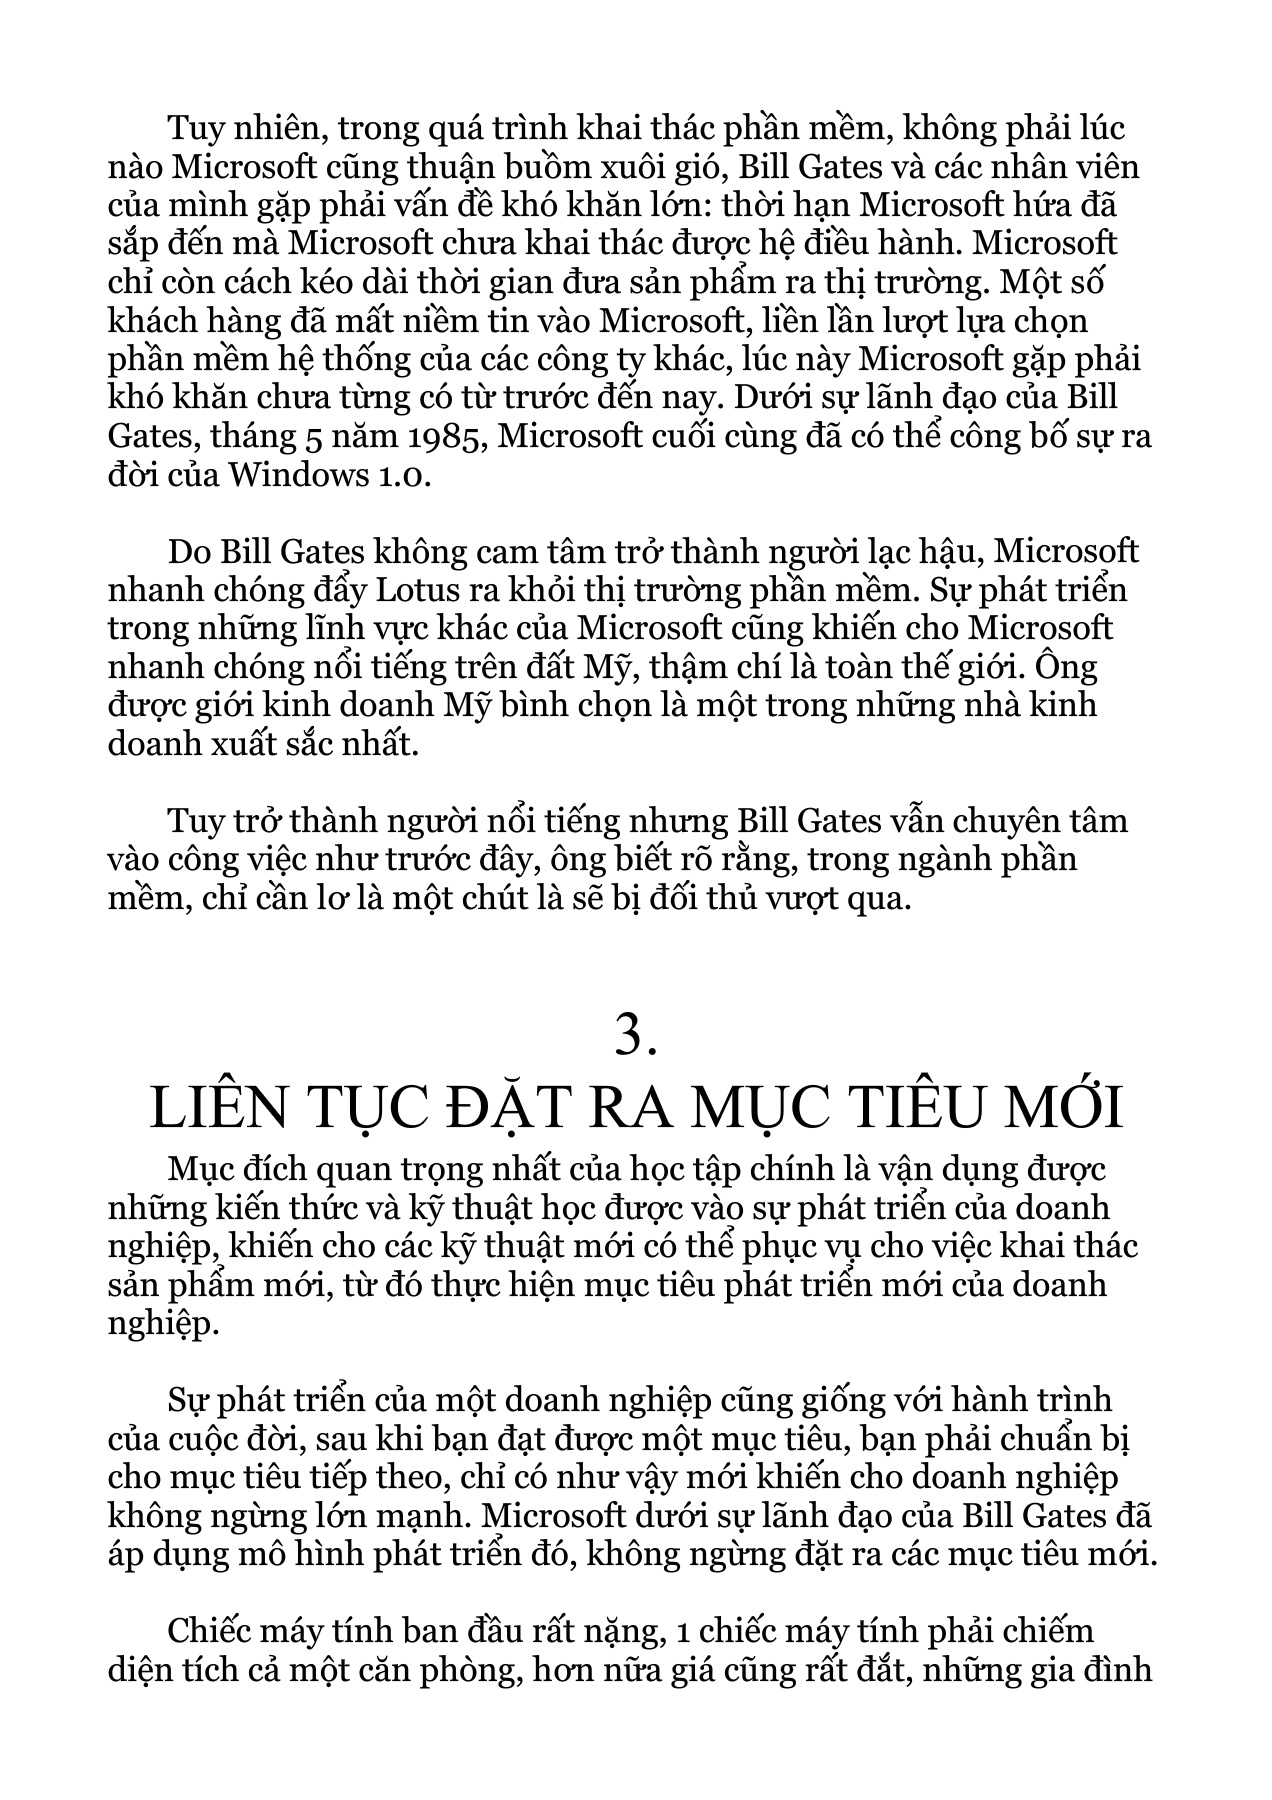 Tuy nhiên, trong quá trình khai thác phần mềm, không phải lúc
nào Microsoft cũng thuận buồm xuôi gió, Bill Gates và các nhân viên
của mình gặp phải vấn đề khó khăn lớn: thời hạn Microsoft hứa đã
sắp đến mà Microsoft chưa khai thác được hệ điều hành. Microsoft
chỉ còn cách kéo dài thời gian đưa sản phẩm ra thị trường. Một số
khách hàng đã mất niềm tin vào Microsoft, liền lần lượt lựa chọn
phần mềm hệ thống của các công ty khác, lúc này Microsoft gặp phải
khó khăn chưa từng có từ trước đến nay. Dưới sự lãnh đạo của Bill
Gates, tháng 5 năm 1985, Microsoft cuối cùng đã có thể công bố sự ra
đời của Windows 1.0.
Do Bill Gates không cam tâm trở thành người lạc hậu, Microsoft
nhanh chóng đẩy Lotus ra khỏi thị trường phần mềm. Sự phát triển
trong những lĩnh vực khác của Microsoft cũng khiến cho Microsoft
nhanh chóng nổi tiếng trên đất Mỹ, thậm chí là toàn thế giới. Ông
được giới kinh doanh Mỹ bình chọn là một trong những nhà kinh
doanh xuất sắc nhất.
Tuy trở thành người nổi tiếng nhưng Bill Gates vẫn chuyên tâm
vào công việc như trước đây, ông biết rõ rằng, trong ngành phần
mềm, chỉ cần lơ là một chút là sẽ bị đối thủ vượt qua.
3.
LIÊN TỤC ĐẶT RA MỤC TIÊU MỚI
Mục đích quan trọng nhất của học tập chính là vận dụng được
những kiến thức và kỹ thuật học được vào sự phát triển của doanh
nghiệp, khiến cho các kỹ thuật mới có thể phục vụ cho việc khai thác
sản phẩm mới, từ đó thực hiện mục tiêu phát triển mới của doanh
nghiệp.
Sự phát triển của một doanh nghiệp cũng giống với hành trình
của cuộc đời, sau khi bạn đạt được một mục tiêu, bạn phải chuẩn bị
cho mục tiêu tiếp theo, chỉ có như vậy mới khiến cho doanh nghiệp
không ngừng lớn mạnh. Microsoft dưới sự lãnh đạo của Bill Gates đã
áp dụng mô hình phát triển đó, không ngừng đặt ra các mục tiêu mới.
Chiếc máy tính ban đầu rất nặng, 1 chiếc máy tính phải chiếm
diện tích cả một căn phòng, hơn nữa giá cũng rất đắt, những gia đình